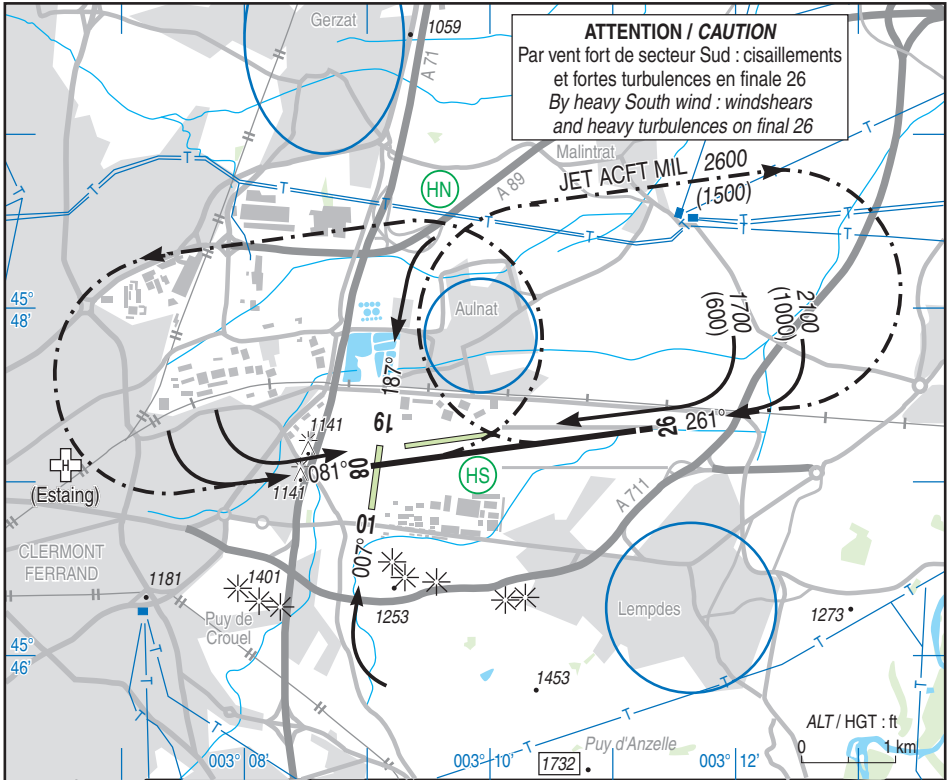 Gerzat
1059
A 71
ATTENTION / CAUTION
Par vent fort de secteur Sud : cisaillements
et fortes turbulences en finale 26
By heavy South wind : windshears
and heavy turbulences on final 26
Malintrat
T
T
T
T
T
T
T
T
HN
A 89
JET ACFT MIL 2600
(1500)
45°
48'
Aulnat
187°
1700
(600)
2100
(1000)
19
1141
26
261°
081°
08
1141
H
(Estaing)
HS
01
A 711
007°
CLERMONT
FERRAND
1181
1401
1253
Puy de
Crouel
Lempdes
1273
45°
46'
1453
T
T
T
T
T
T
T
ALT / HGT : ft
0 1 km
003° 08'
003° 10'
003° 12'
Puy d'Anzelle
1732